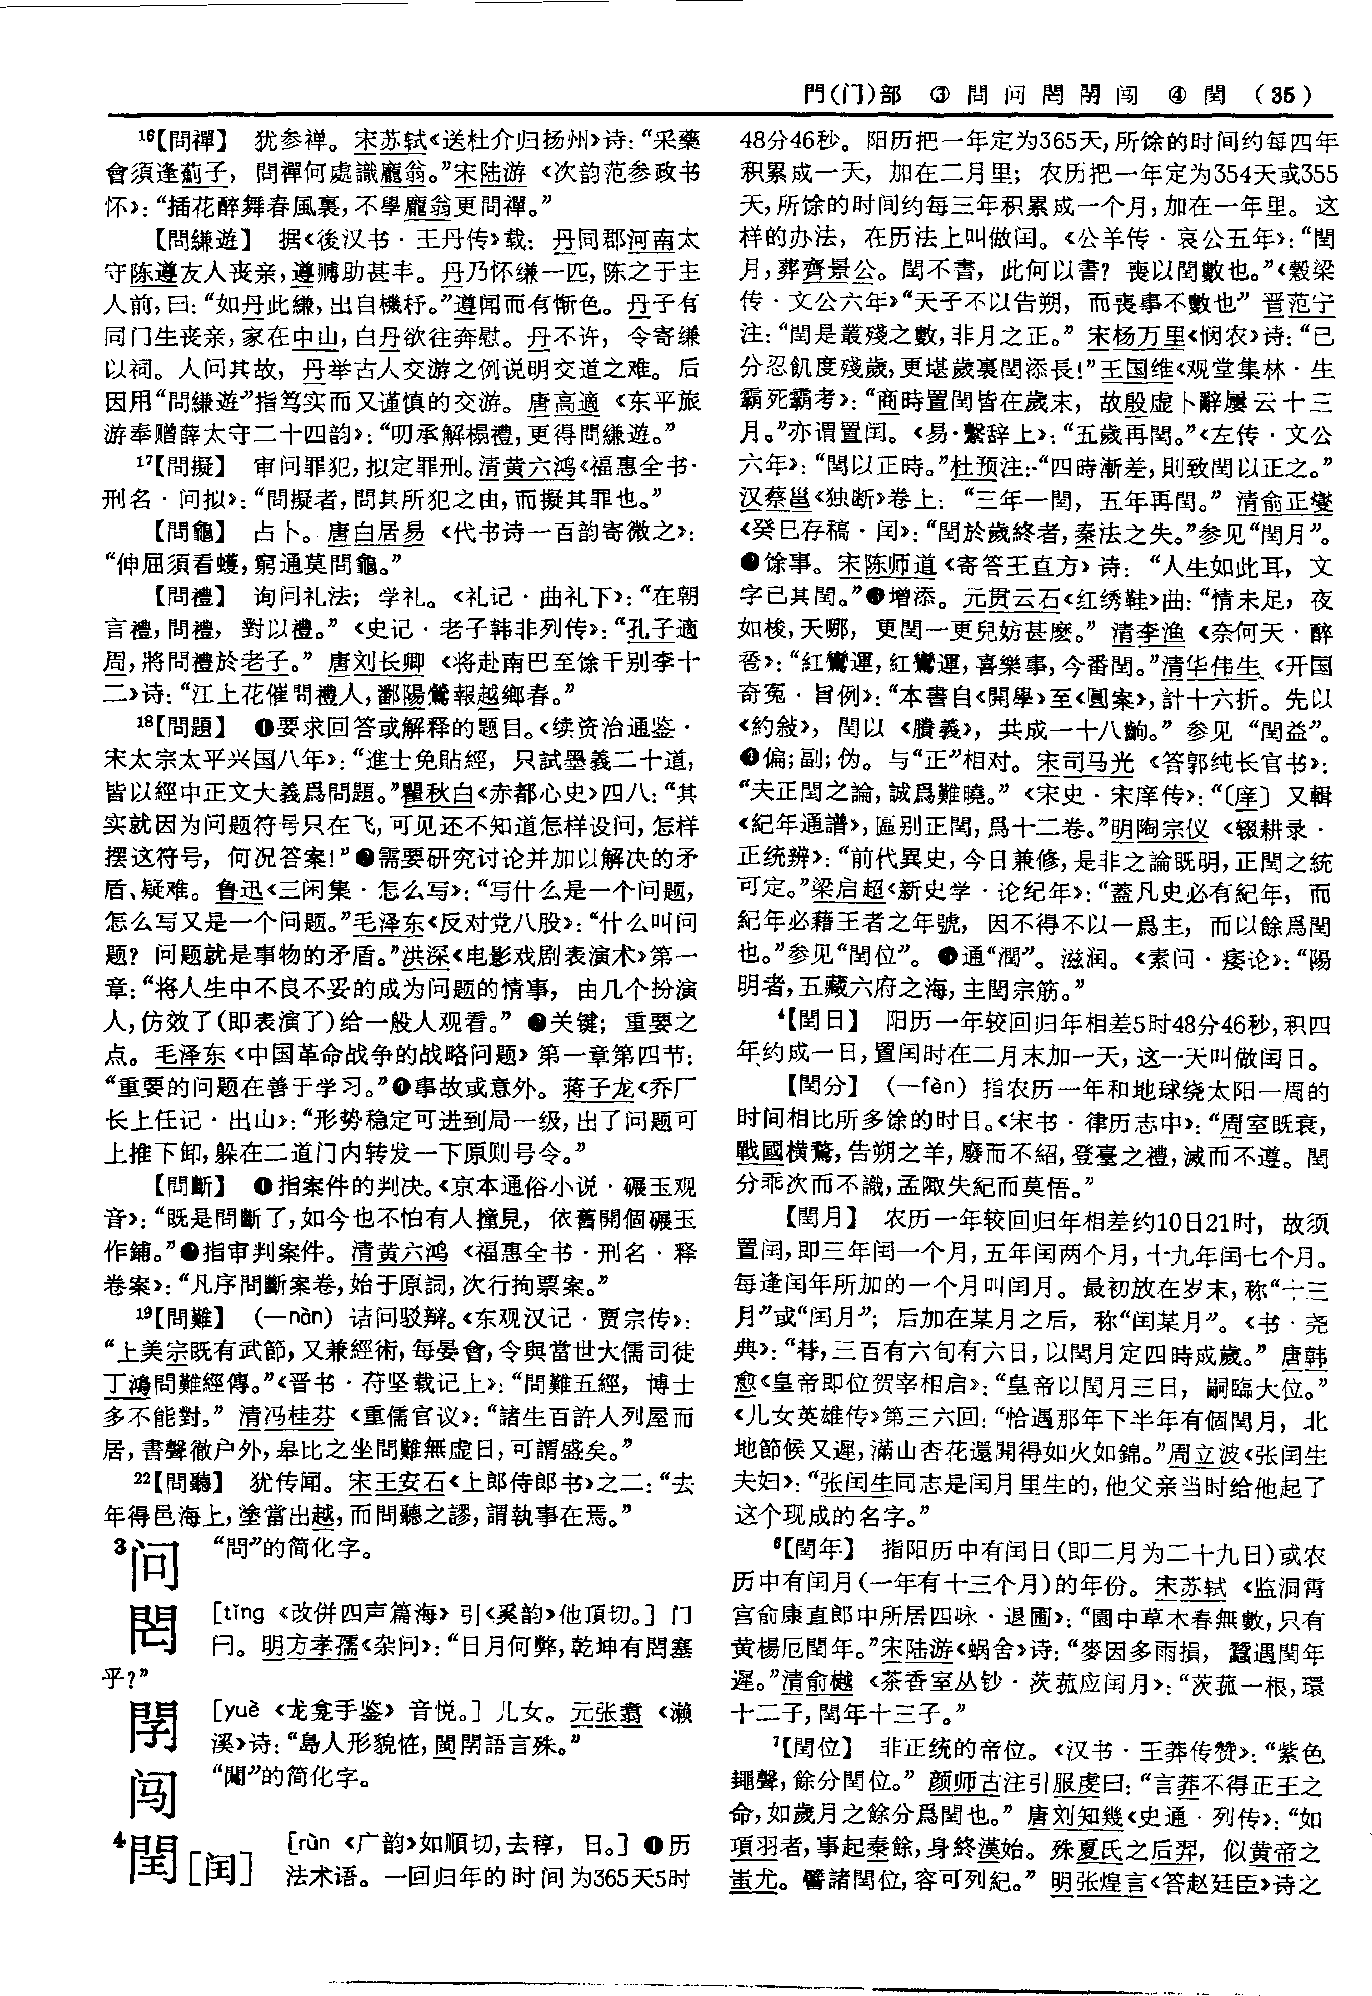 門(门)部 ③ 問 问 閅 閉 闯 ④ 閏 (35)
¹⁶【問禪】 犹参禅。宋苏轼《送杜介归扬州》诗:“采藥
會須逢薊子，問禪何處識龐翁。”宋陆游《次韵范参政书
怀》:“插花醉舞春風裏,不學龐翁更問禪。”
【問縑遊】 据《後汉书·王丹传》载：丹同郡河南太
守陈遵友人丧亲,遵赙助甚丰。丹乃怀缣一匹,陈之于主
人前,曰:“如丹此縑,出自機杼。”遵闻而有惭色。丹子有
同门生丧亲,家在中山,白丹欲往奔慰。丹不许，令寄缣
以祠。人问其故，丹举古人交游之例说明交道之难。后
因用“問縑遊”指笃实而又谨慎的交游。唐高適《东平旅
游奉赠薛太守二十四韵》:“叨承解榻禮,更得問縑遊。”
¹⁷【問擬】 审问罪犯,拟定罪刑。清黄六鸿《福惠全书·
刑名·问拟》:“問擬者,問其所犯之由,而擬其罪也。”
【問龜】 占卜。唐白居易《代书诗一百韵寄微之》:
“伸屈須看蠖,窮通莫問龜。”
【問禮】 询问礼法；学礼。《礼记·曲礼下》:“在朝
言禮,問禮，對以禮。”《史记·老子韩非列传》:“孔子適
周,將問禮於老子。”唐刘长卿《将赴南巴至馀干别李十
二》诗:“江上花催問禮人,鄱陽鶯報越鄉春。”
¹⁸【問題】 ❶要求回答或解释的题目。《续资治通鉴·
宋太宗太平兴国八年》:“進士免貼經，只試墨義二十道,
皆以經中正文大義爲問題。”瞿秋白《赤都心史》四八:“其
实就因为问题符号只在飞,可见还不知道怎样设问,怎样
摆这符号，何况答案!”❷需要研究讨论并加以解决的矛
盾、疑难。鲁迅《三闲集·怎么写》:“写什么是一个问题,
怎么写又是一个问题。”毛泽东《反对党八股》:“什么叫问
题？问题就是事物的矛盾。”洪深《电影戏剧表演术》第一
章:“将人生中不良不妥的成为问题的情事，由几个扮演
人,仿效了(即表演了)给一般人观看。”❸关键；重要之
点。毛泽东《中国革命战争的战略问题》第一章第四节:
“重要的问题在善于学习。”❹事故或意外。蒋子龙《乔厂
长上任记·出山》:“形势稳定可进到局一级,出了问题可
上推下卸,躲在二道门内转发一下原则号令。”
【問斷】 ❶指案件的判决。《京本通俗小说·碾玉观
音》:“既是問斷了,如今也不怕有人撞見，依舊開個碾玉
作鋪。”❷指审判案件。清黄六鸿《福惠全书·刑名·释
卷案》:“凡序問斷案卷,始于原詞,次行拘票案。”
¹⁹【問難】 (一nàn) 诘问驳辩。《东观汉记·贾宗传》:
“上美宗既有武節,又兼經術,每宴會,令與當世大儒司徒
丁鴻問難經傳。”《晋书·苻坚载记上》:“問難五經，博士
多不能對。”清冯桂芬《重儒官议》:“諸生百許人列屋而
居,書聲徹户外,皋比之坐問難無虚日,可謂盛矣。”
²²【問聽】 犹传闻。宋王安石《上郎侍郎书》之二:“去
年得邑海上,塗當出越,而問聽之謬,謂執事在焉。”
³问 “問”的简化字。
[tǐng《改併四声篇海》引《奚韵》他頂切。] 门
闩。明方孝孺《杂问》:“日月何弊,乾坤有閅塞
乎?”
[yuè《龙龛手鉴》音悦。] 儿女。元张翥《濑
溪》诗:“島人形貌恠,閩閉語言殊。”
闯 “闖”的简化字。
⁴閏[闰] [rùn《广韵》如順切,去稕，日。] ❶历
法术语。一回归年的时间为365天5时
48分46秒。阳历把一年定为365天,所馀的时间约每四年
积累成一天，加在二月里；农历把一年定为354天或355
天,所馀的时间约每三年积累成一个月,加在一年里。这
样的办法，在历法上叫做闰。《公羊传·哀公五年》:“閏
月,葬齊景公。閏不書，此何以書？喪以閏數也。”《穀梁
传·文公六年》“天子不以告朔，而喪事不數也”晋范宁
注:“閏是叢殘之數,非月之正。”宋杨万里《悯农》诗:“已
分忍飢度殘歲,更堪歲裏閏添長!”王国维《观堂集林·生
霸死霸考》:“商時置閏皆在歲末，故殷虚卜辭屢云十三
月。”亦谓置闰。《易·繫辞上》:“五歲再閏。”《左传·文公
六年》:“閏以正時。”杜预注:“四時漸差,則致閏以正之。”
汉蔡邕《独断》卷上:“三年一閏，五年再閏。”清俞正燮
《癸巳存稿·闰》:“閏於歲終者,秦法之失。”参见“閏月”。
❷馀事。宋陈师道《寄答王直方》诗:“人生如此耳，文
字已其閏。”❸增添。元贯云石《红绣鞋》曲:“情未足，夜
如梭,天哪，更閏一更兒妨甚麼。”清李渔《奈何天·醉
卺》:“紅鸞運,紅鸞運,喜樂事,今番閏。”清华伟生《开国
奇冤·旨例》:“本書自《開學》至《圓案》,計十六折。先以
《約敍》，閏以《賸義》，共成一十八齣。”参见“閏益”。
❹偏;副;伪。与“正”相对。宋司马光《答郭纯长官书》:
“夫正閏之論,誠爲難曉。”《宋史·宋庠传》:“〔庠〕又輯
《紀年通譜》,區别正閏,爲十二卷。”明陶宗仪《辍耕录·
正统辨》:“前代異史,今日兼修,是非之論既明,正閏之統
可定。”梁启超《新史学·论纪年》:“蓋凡史必有紀年，而
紀年必藉王者之年號，因不得不以一爲主，而以餘爲閏
也。”参见“閏位”。❺通“潤”。滋润。《素问·痿论》:“陽
明者,五藏六府之海,主閏宗筋。”
⁴【閏日】 阳历一年较回归年相差5时48分46秒,积四
年约成一日,置闰时在二月末加一天，这一天叫做闰日。
【閏分】 (一fèn) 指农历一年和地球绕太阳一周的
时间相比所多馀的时日。《宋书·律历志中》:“周室既衰,
戰國横騖,告朔之羊,廢而不紹,登臺之禮,滅而不遵。閏
分乖次而不識,孟陬失紀而莫悟。”
【閏月】 农历一年较回归年相差约10日21时，故须
置闰,即三年闰一个月,五年闰两个月,十九年闰七个月。
每逢闰年所加的一个月叫闰月。最初放在岁末,称“十三
月”或“闰月”；后加在某月之后，称“闰某月”。《书·尧
典》:“朞,三百有六旬有六日,以閏月定四時成歲。”唐韩
愈《皇帝即位贺宰相启》:“皇帝以閏月三日，嗣臨大位。”
《儿女英雄传》第三六回:“恰遇那年下半年有個閏月，北
地節候又遲,滿山杏花還開得如火如錦。”周立波《张闰生
夫妇》:“张闰生同志是闰月里生的,他父亲当时给他起了
这个现成的名字。”
⁶【閏年】 指阳历中有闰日(即二月为二十九日)或农
历中有闰月(一年有十三个月)的年份。宋苏轼《监洞霄
宫俞康直郎中所居四咏·退圃》:“園中草木春無數,只有
黄楊厄閏年。”宋陆游《蜗舍》诗:“麥因多雨損，蠶遇閏年
遲。”清俞樾《茶香室丛钞·茨菰应闰月》:“茨菰一根,環
十二子,閏年十三子。”
⁷【閏位】 非正统的帝位。《汉书·王莽传赞》:“紫色
䵷聲,餘分閏位。”颜师古注引服虔曰:“言莽不得正王之
命,如歲月之餘分爲閏也。”唐刘知幾《史通·列传》:“如
項羽者,事起秦餘,身終漢始。殊夏氏之后羿，似黄帝之
蚩尤。譬諸閏位,容可列紀。”明张煌言《答赵廷臣》诗之